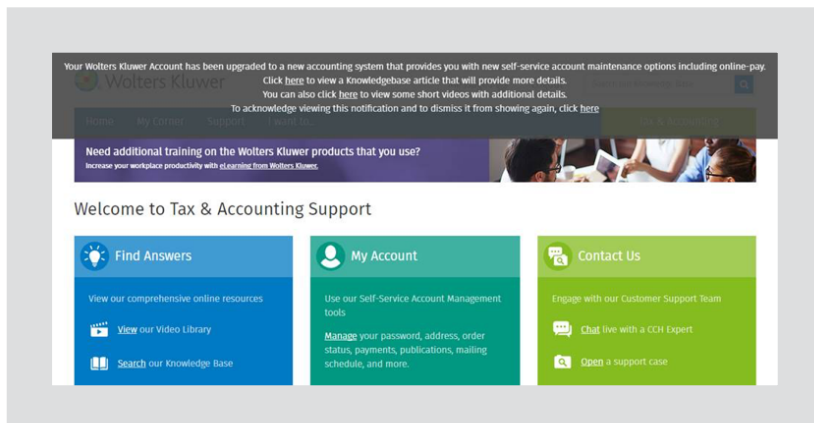 Your Wolters Kluwer Account has been upgraded to a new accounting system that provides you with new self-service account maintenance options including online-pay.
Click here to view a Knowledgebase article that will provide more details.
You can also click here to view some short videos with additional details.
To acknowledge viewing this notification and to dismiss it from showing again, click here
Wolters Kluwer
Home My Corner Support I want to...
Tax & Accounting
Need additional training on the Wolters Kluwer products that you use?
Increase your workplace productivity with eLearning from Wolters Kluwer.
Welcome to Tax & Accounting Support
Find Answers
View our comprehensive online resources
View our Video Library
Search our Knowledge Base
My Account
Use our Self-Service Account Management
tools
Manage your password, address, order
status, payments, publications, mailing
schedule, and more.
Contact Us
Engage with our Customer Support Team
Chat live with a CCH Expert
Open a support case